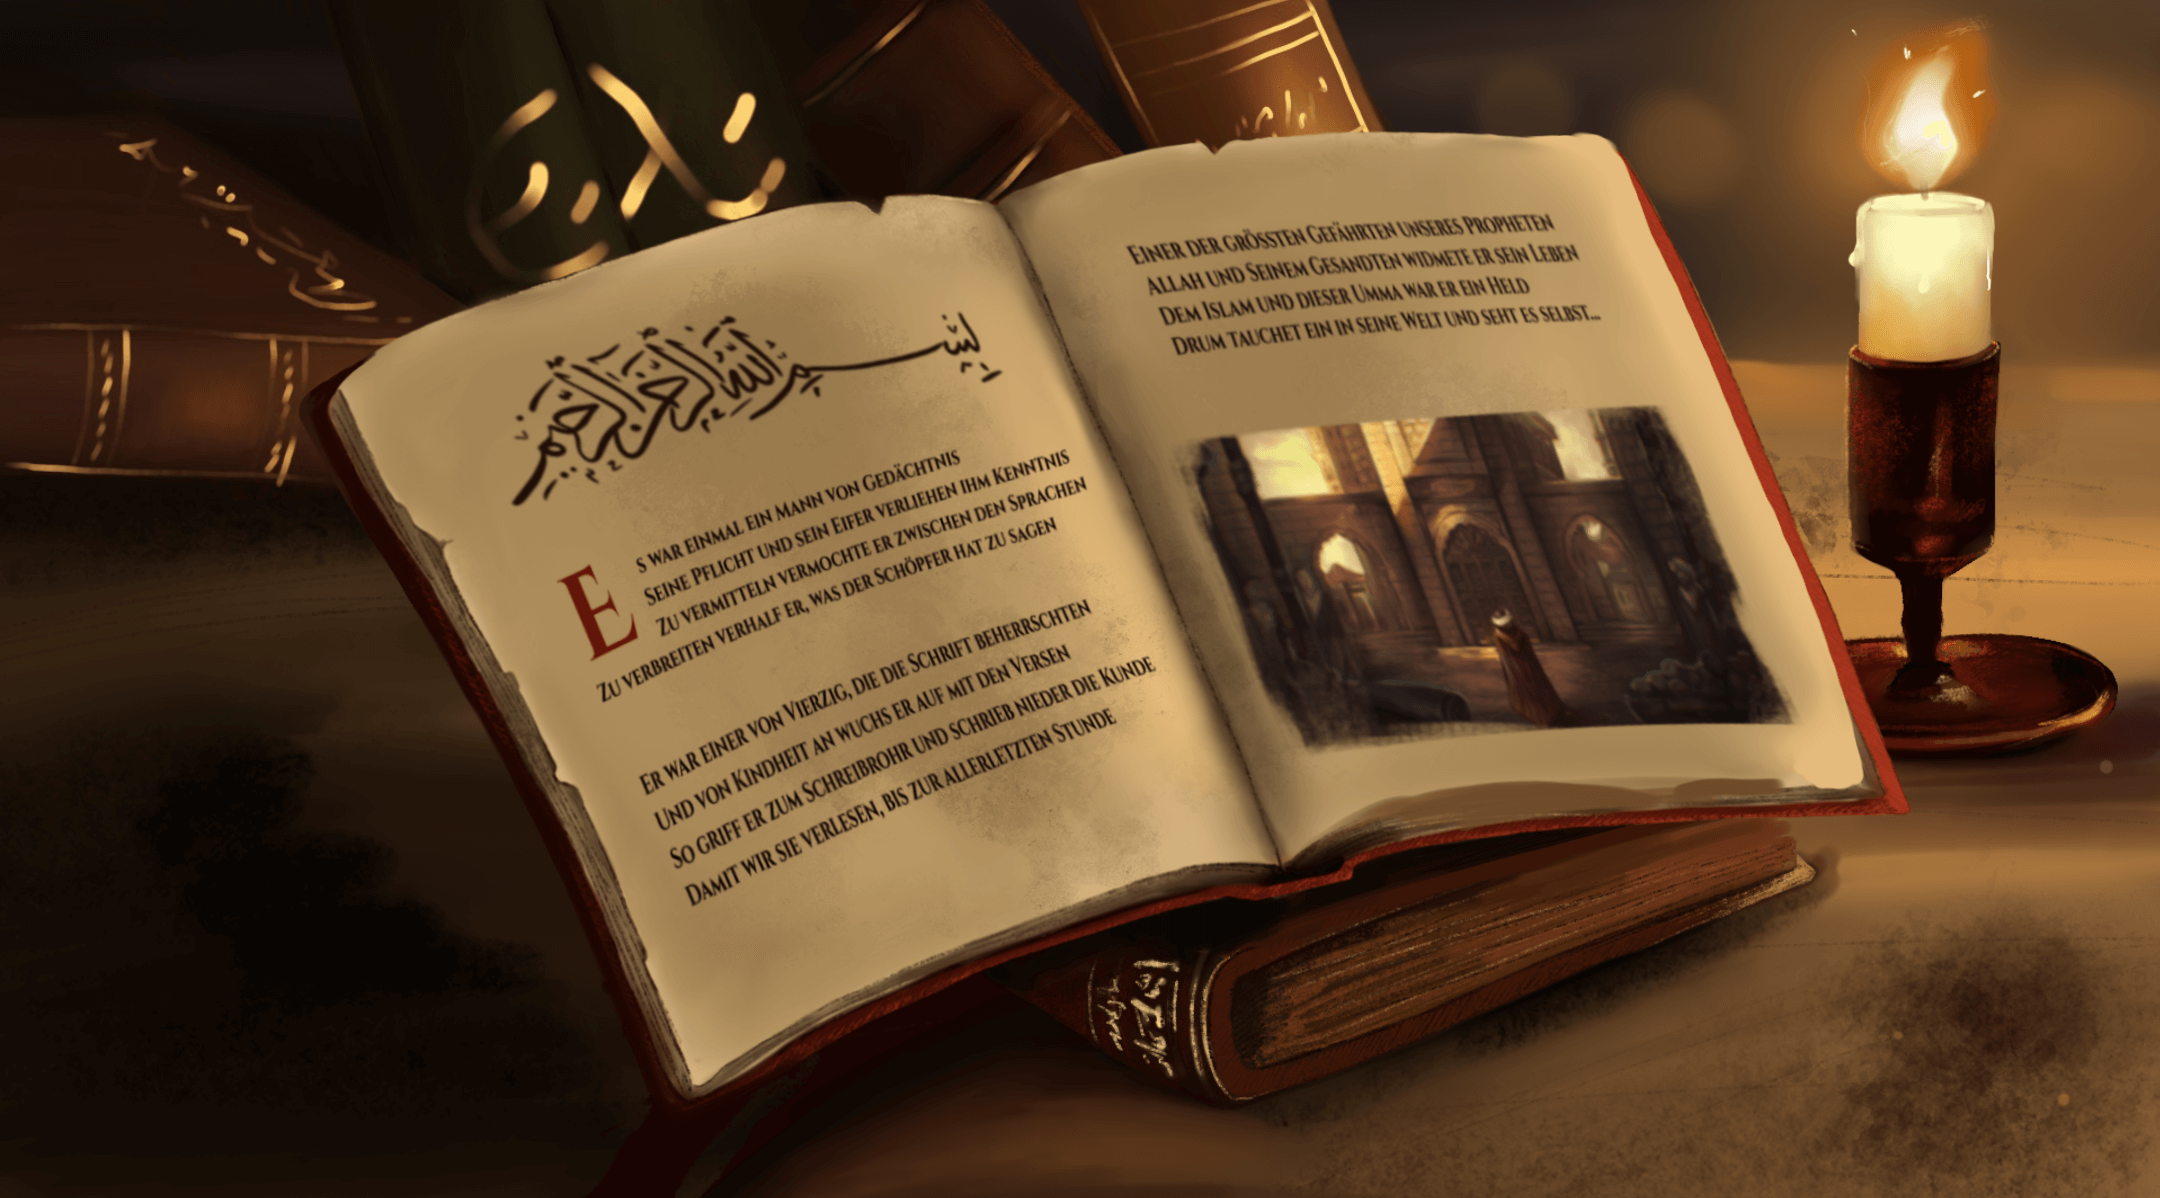 بِسْمِ اللَّهِ الرَّحْمَٰنِ الرَّحِيمِ
ES WAR EINMAL EIN MANN VON GEDÄCHTNIS
SEINE PFLICHT UND SEIN EIFER VERLIEHEN IHM KENNTNIS
ZU VERMITTELN VERMOCHTE ER ZWISCHEN DEN SPRACHEN
ZU VERBREITEN VERHALF ER, WAS DER SCHÖPFER HAT ZU SAGEN
ER WAR EINER VON VIERZIG, DIE DIE SCHRIFT BEHERRSCHTEN
UND VON KINDHEIT AN WUCHS ER AUF MIT DEN VERSEN
SO GRIFF ER ZUM SCHREIBROHR UND SCHRIEB NIEDER DIE KUNDE
DAMIT WIR SIE VERLESEN, BIS ZUR ALLERLETZTEN STUNDE
EINER DER GRÖSSTEN GEFÄHRTEN UNSERES PROPHETEN
ALLAH UND SEINEM GESANDTEN WIDMETE ER SEIN LEBEN
DEM ISLAM UND DIESER UMMA WAR ER EIN HELD
DRUM TAUCHET EIN IN SEINE WELT UND SEHT ES SELBST...